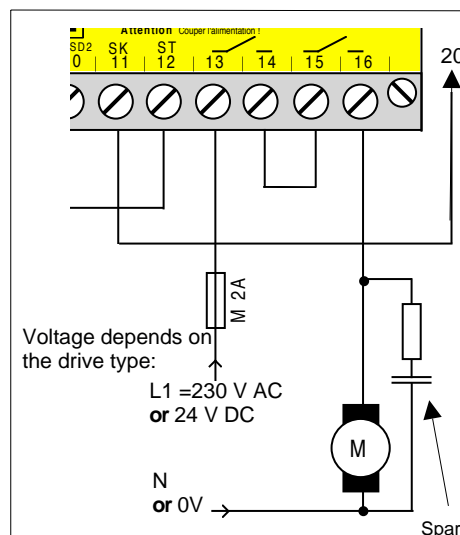 Attention Couper l'alimentation !
SD2 SK ST
0 11 12 13 14 15 16
20
M 2A
Voltage depends on
the drive type:
L1 =230 V AC
or 24 V DC
M
N
or 0V
Spar